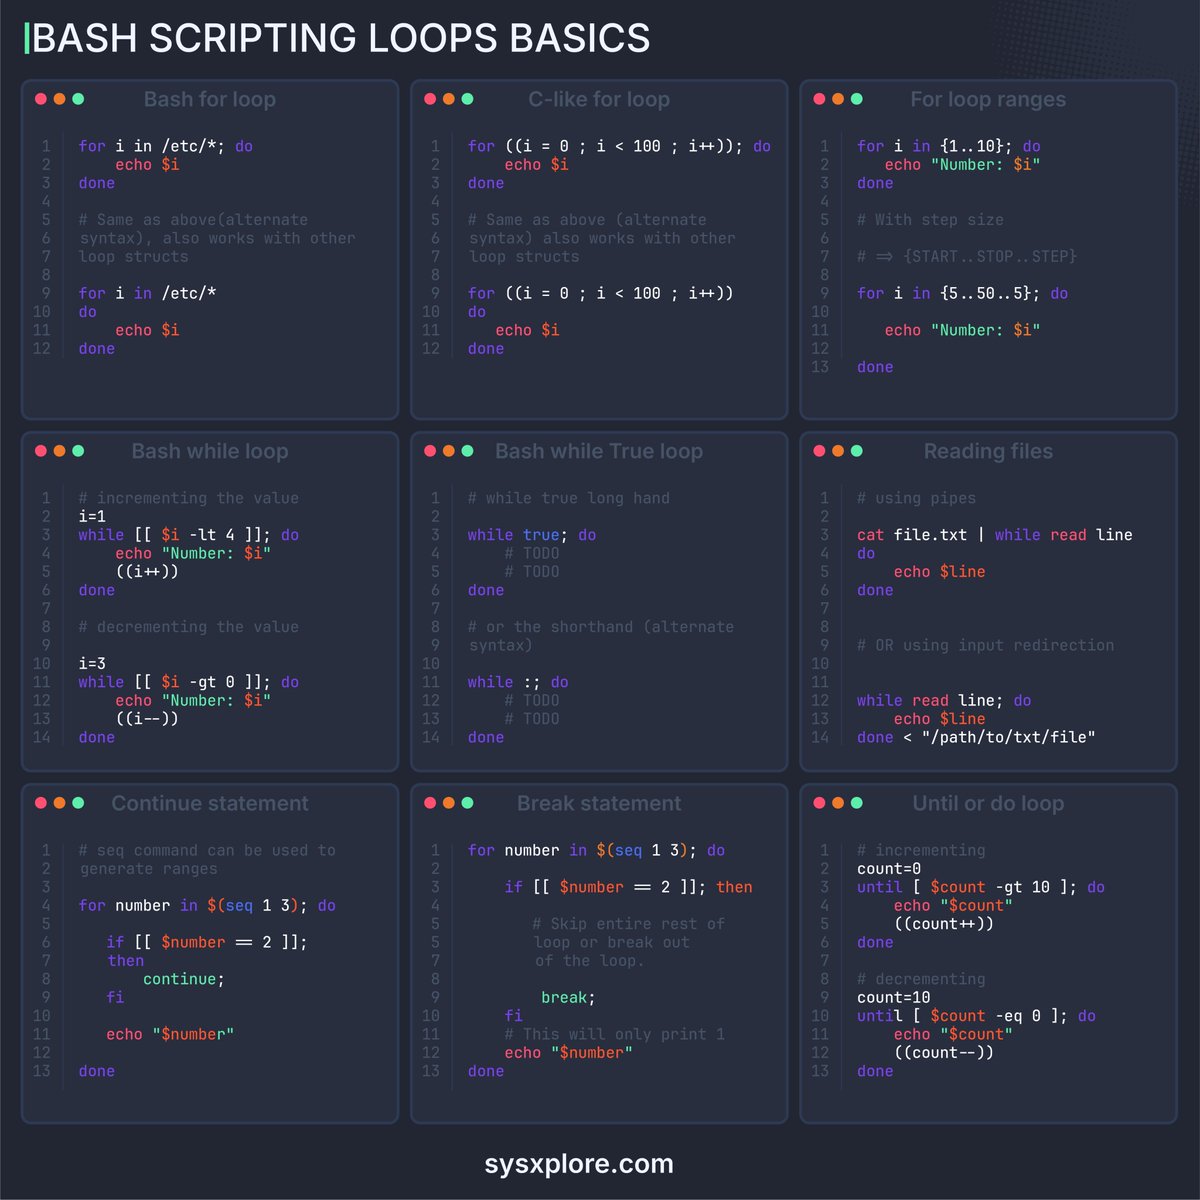 BASH SCRIPTING LOOPS BASICS
Bash for loop
1 for i in /etc/*; do
2 echo $i
3 done
4
5 # Same as above(alternate
6 syntax), also works with other
7 loop structs
8
9 for i in /etc/*
10 do
11 echo $i
12 done
C-like for loop
1 for ((i = 0 ; i < 100 ; i++)); do
2 echo $i
3 done
4
5 # Same as above (alternate
6 syntax) also works with other
7 loop structs
8
9 for ((i = 0 ; i < 100 ; i++))
10 do
11 echo $i
12 done
For loop ranges
1 for i in {1..10}; do
2 echo "Number: $i"
3 done
4
5 # With step size
6
7 # => {START..STOP..STEP}
8
9 for i in {5..50..5}; do
10
11 echo "Number: $i"
12
13 done
Bash while loop
1 # incrementing the value
2 i=1
3 while [[ $i -lt 4 ]]; do
4 echo "Number: $i"
5 ((i++))
6 done
7
8 # decrementing the value
9
10 i=3
11 while [[ $i -gt 0 ]]; do
12 echo "Number: $i"
13 ((i--))
14 done
Bash while True loop
1 # while true long hand
2
3 while true; do
4 # TODO
5 # TODO
6 done
7
8 # or the shorthand (alternate
9 syntax)
10
11 while :; do
12 # TODO
13 # TODO
14 done
Reading files
1 # using pipes
2
3 cat file.txt | while read line
4 do
5 echo $line
6 done
7
8
9 # OR using input redirection
10
11
12 while read line; do
13 echo $line
14 done < "/path/to/txt/file"
Continue statement
1 # seq command can be used to
2 generate ranges
3
4 for number in $(seq 1 3); do
5
6 if [[ $number == 2 ]];
7 then
8 continue;
9 fi
10
11 echo "$number"
12
13 done
Break statement
1 for number in $(seq 1 3); do
2
3 if [[ $number == 2 ]]; then
4
5 # Skip entire rest of
5 loop or break out
7 of the loop.
8
9 break;
10 fi
11 # This will only print 1
12 echo "$number"
13 done
Until or do loop
1 # incrementing
2 count=0
3 until [ $count -gt 10 ]; do
4 echo "$count"
5 ((count++))
6 done
7
8 # decrementing
9 count=10
10 until [ $count -eq 0 ]; do
11 echo "$count"
12 ((count--))
13 done
sysxplore.com